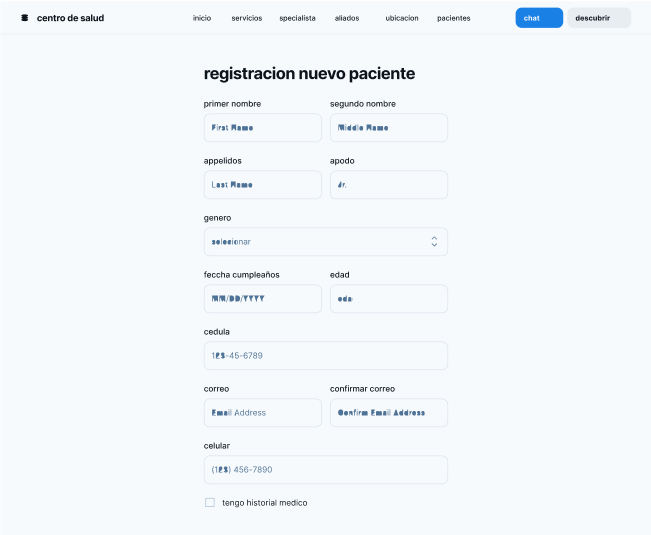 centro de salud inicio servicios specialista aliados ubicacion pacientes chat descubrir
registracion nuevo paciente
primer nombre segundo nombre
First Name Middle Name
appelidos apodo
Last Name Jr.
genero
selecionar
feccha cumpleaños edad
MM/DD/YYYY eda
cedula
123-45-6789
correo confirmar correo
Email Address Confirm Email Address
celular
(123) 456-7890
tengo historial medico